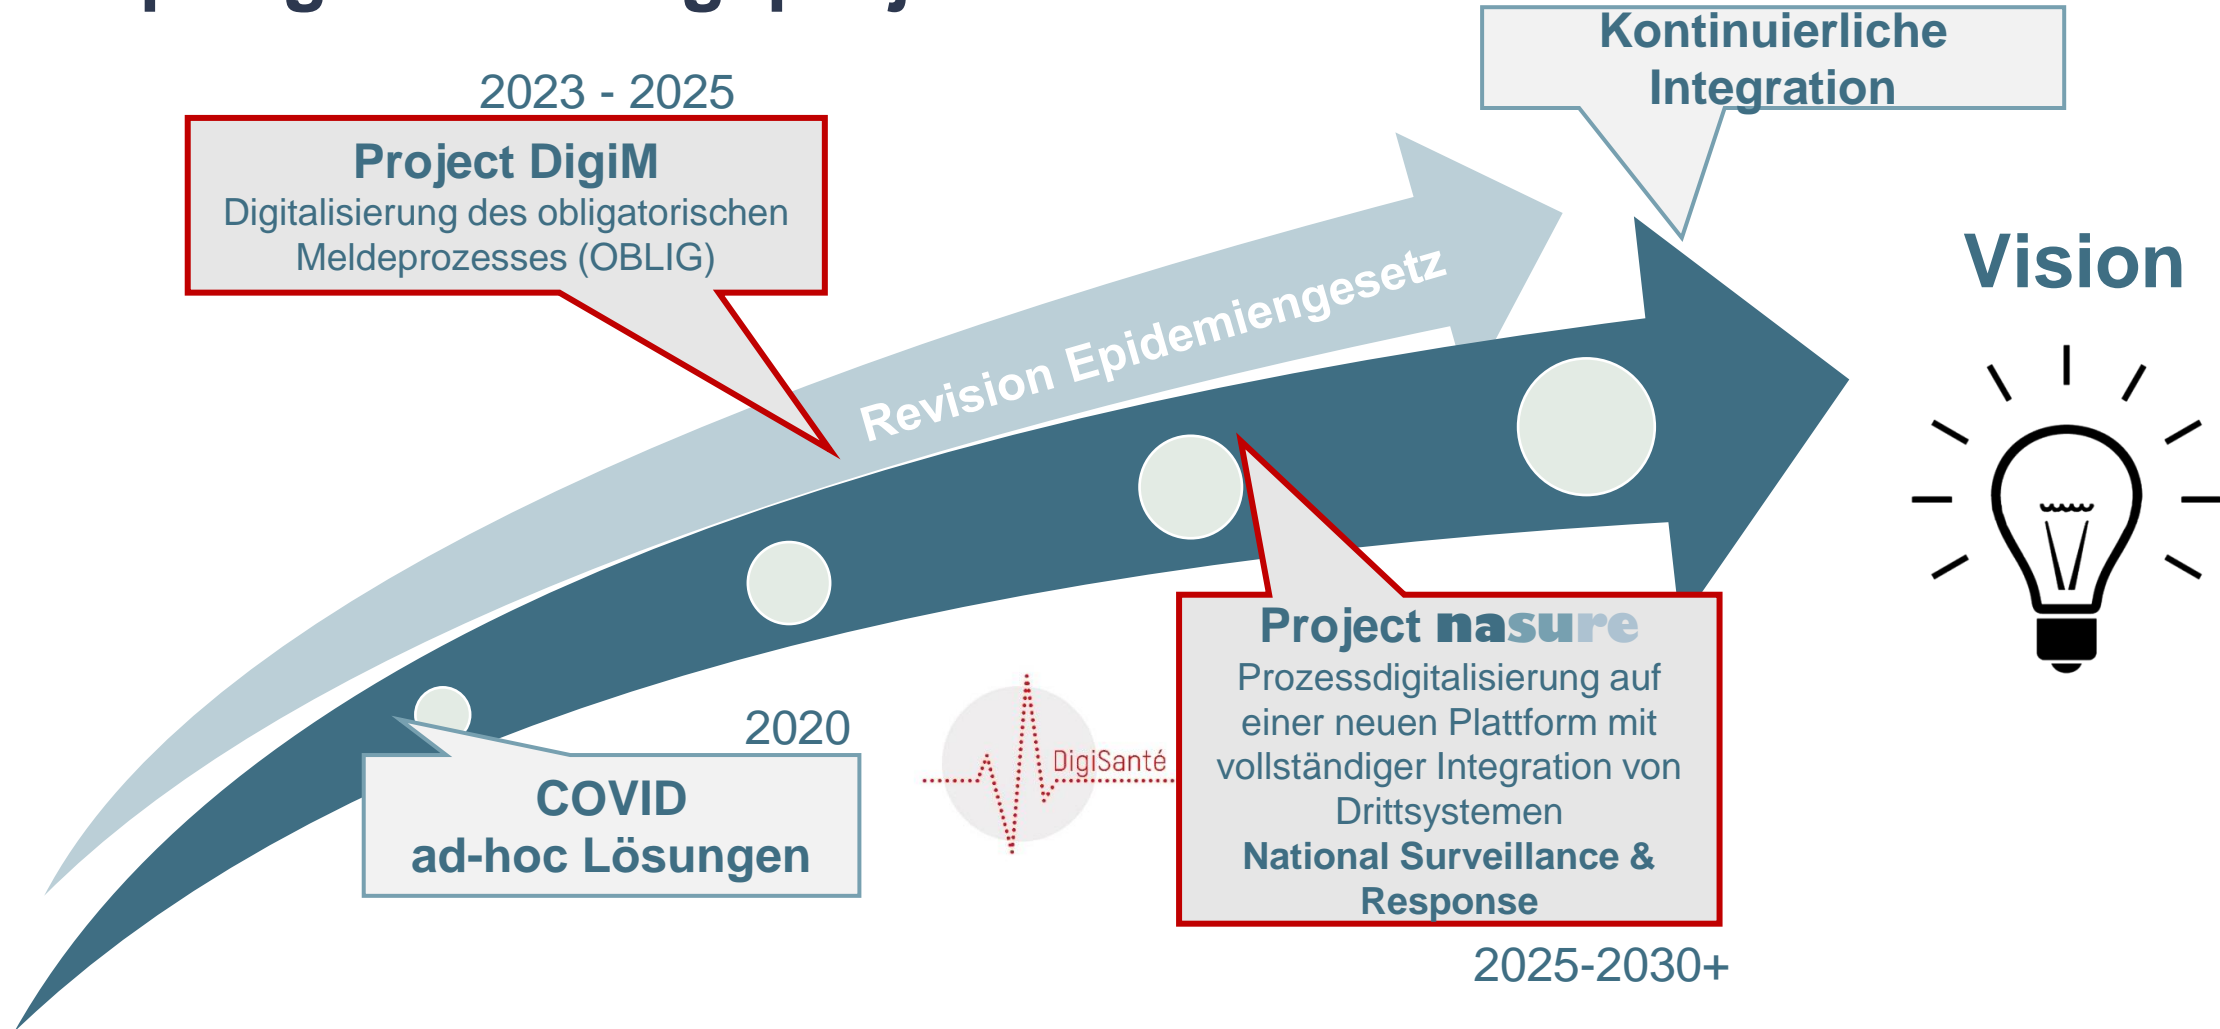 2023 - 2025
Project DigiM
Digitalisierung des obligatorischen
Meldeprozesses (OBLIG)
Kontinuierliche
Integration
Revision Epidemiengesetz
Vision
2020
COVID
ad-hoc Lösungen
DigiSanté
Project nasure
Prozessdigitalisierung auf
einer neuen Plattform mit
vollständiger Integration von
Drittsystemen
National Surveillance &
Response
2025-2030+